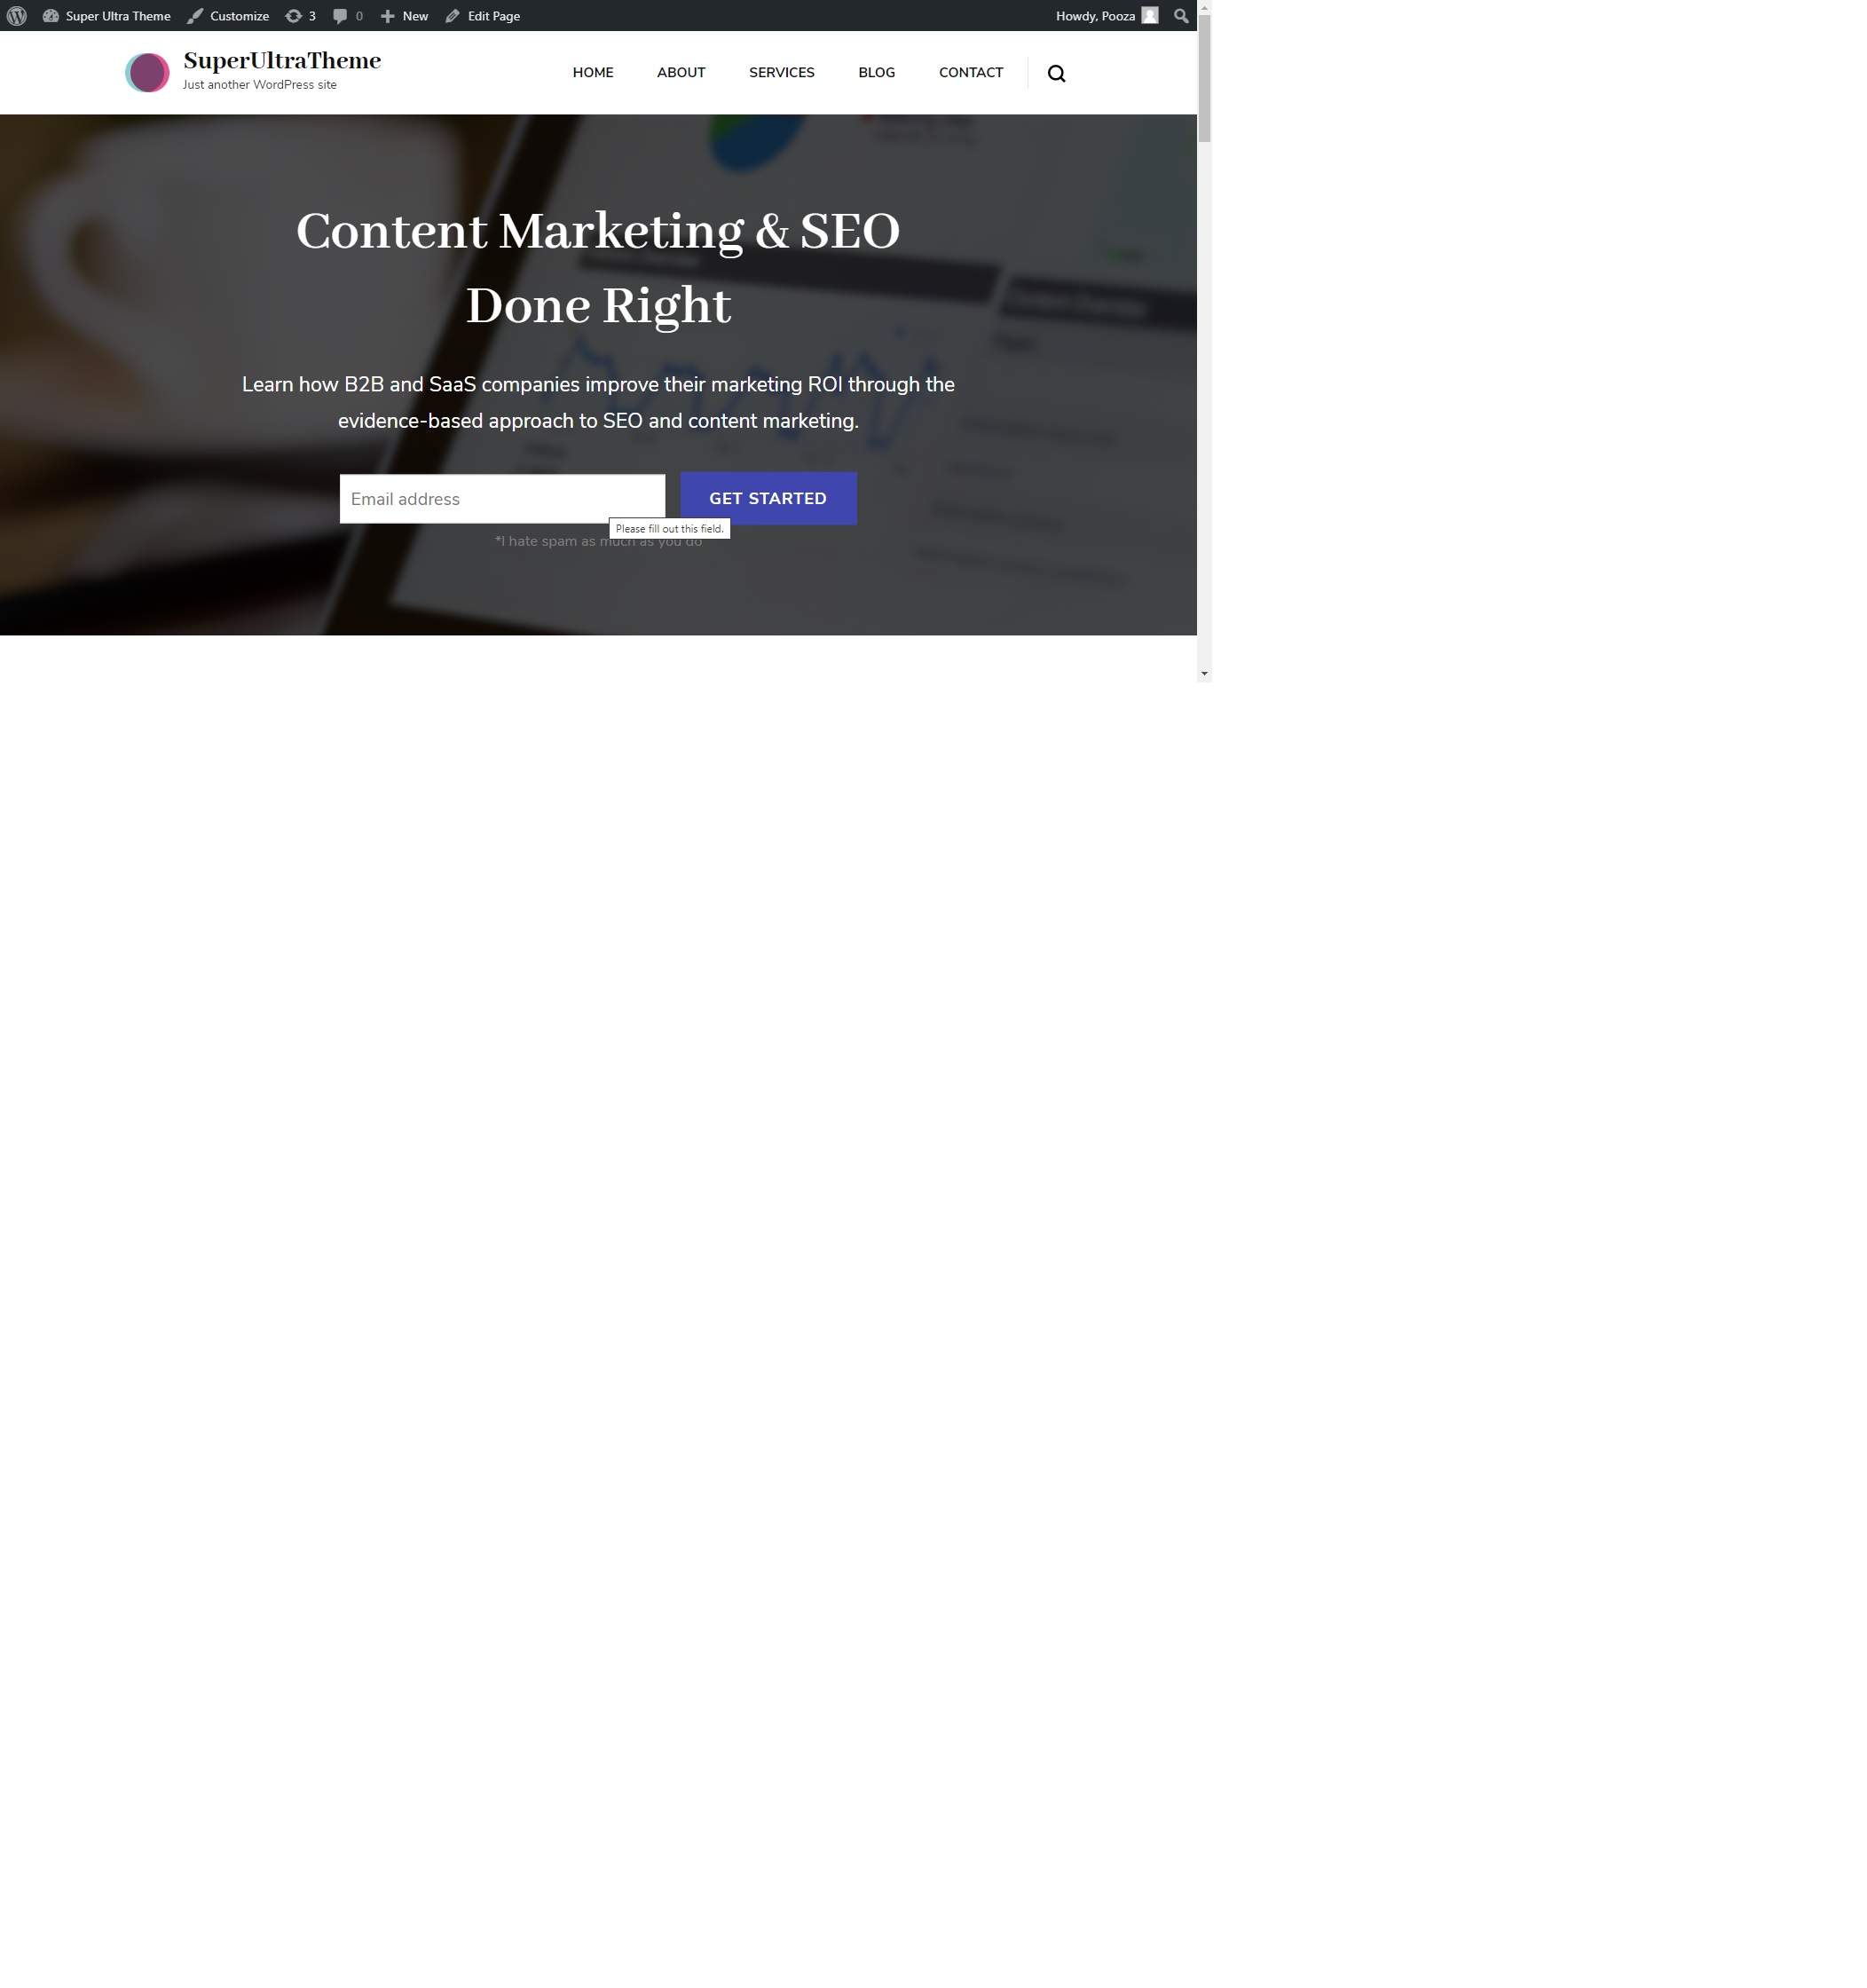 Super Ultra Theme Customize 3 0 New Edit Page Howdy, Pooza
SuperUltraTheme
Just another WordPress site
HOME ABOUT SERVICES BLOG CONTACT
Content Marketing & SEO
Done Right
Learn how B2B and SaaS companies improve their marketing ROI through the
evidence-based approach to SEO and content marketing.
Email address
GET STARTED
Please fill out this field.
*I hate spam as much as you do